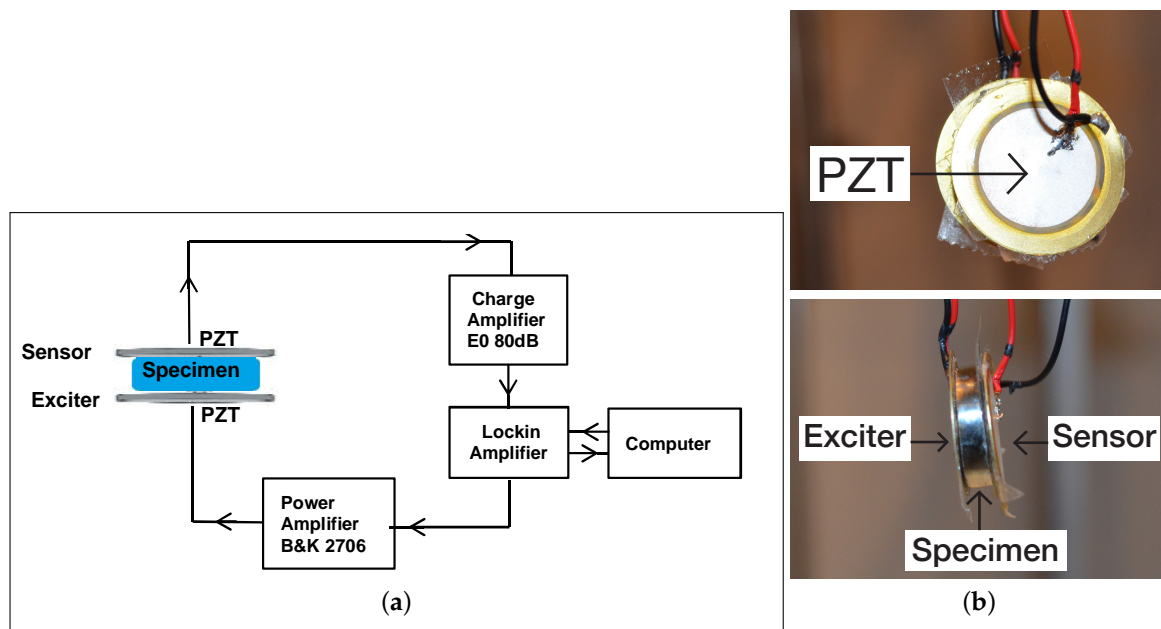 Charge
Amplifier
E0 80dB
PZT
Sensor
Specimen
Exciter
PZT
Lockin
Amplifier
Computer
Power
Amplifier
B&K 2706
(a)
PZT
Exciter
Sensor
Specimen
(b)